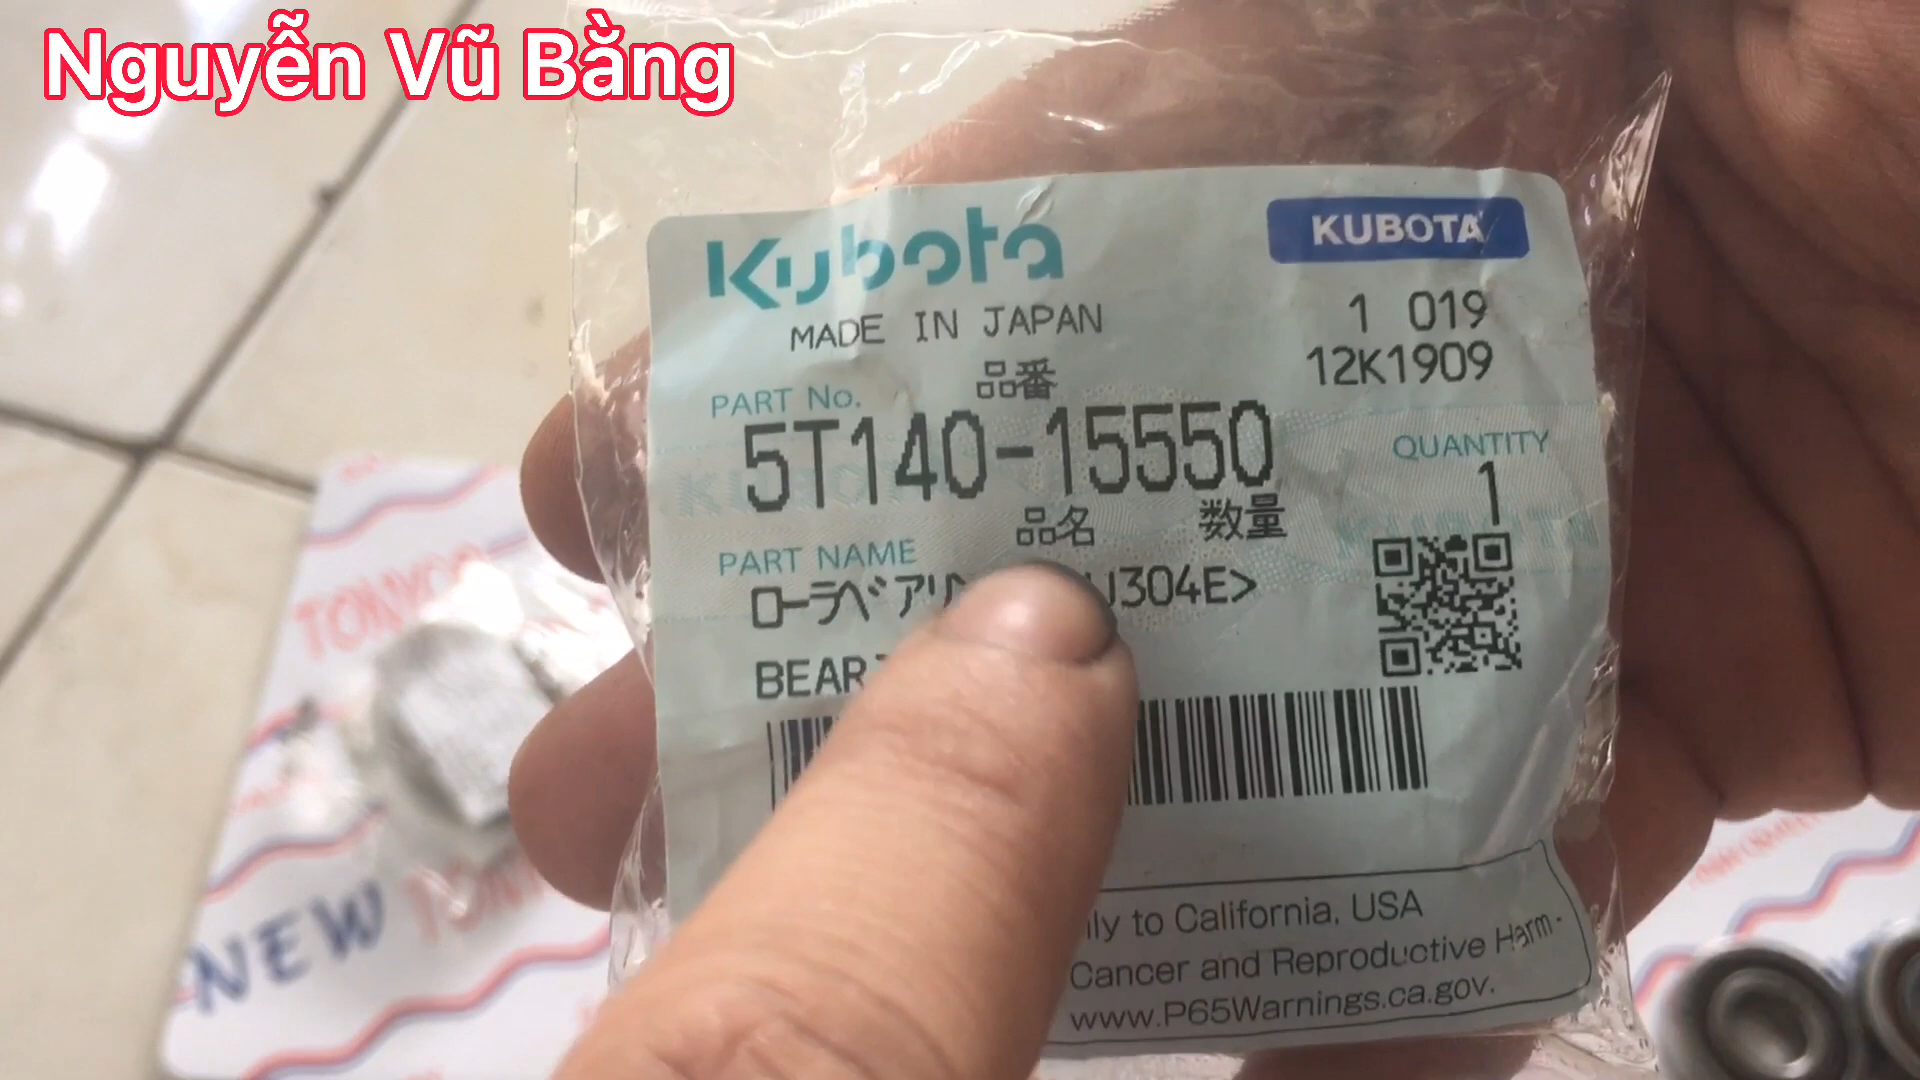 Nguyễn Vũ Bằng
Kubota
KUBOTA
MADE IN JAPAN
1 019
12K1909
品番
PART No.
5T140-15550
QUANTITY
1
品名
数量
PART NAME
ローラベアリン J304E>
BEAR
ly to California, USA
Cancer and Reproductive Harm-
www.P65Warnings.ca.gov.
NEW